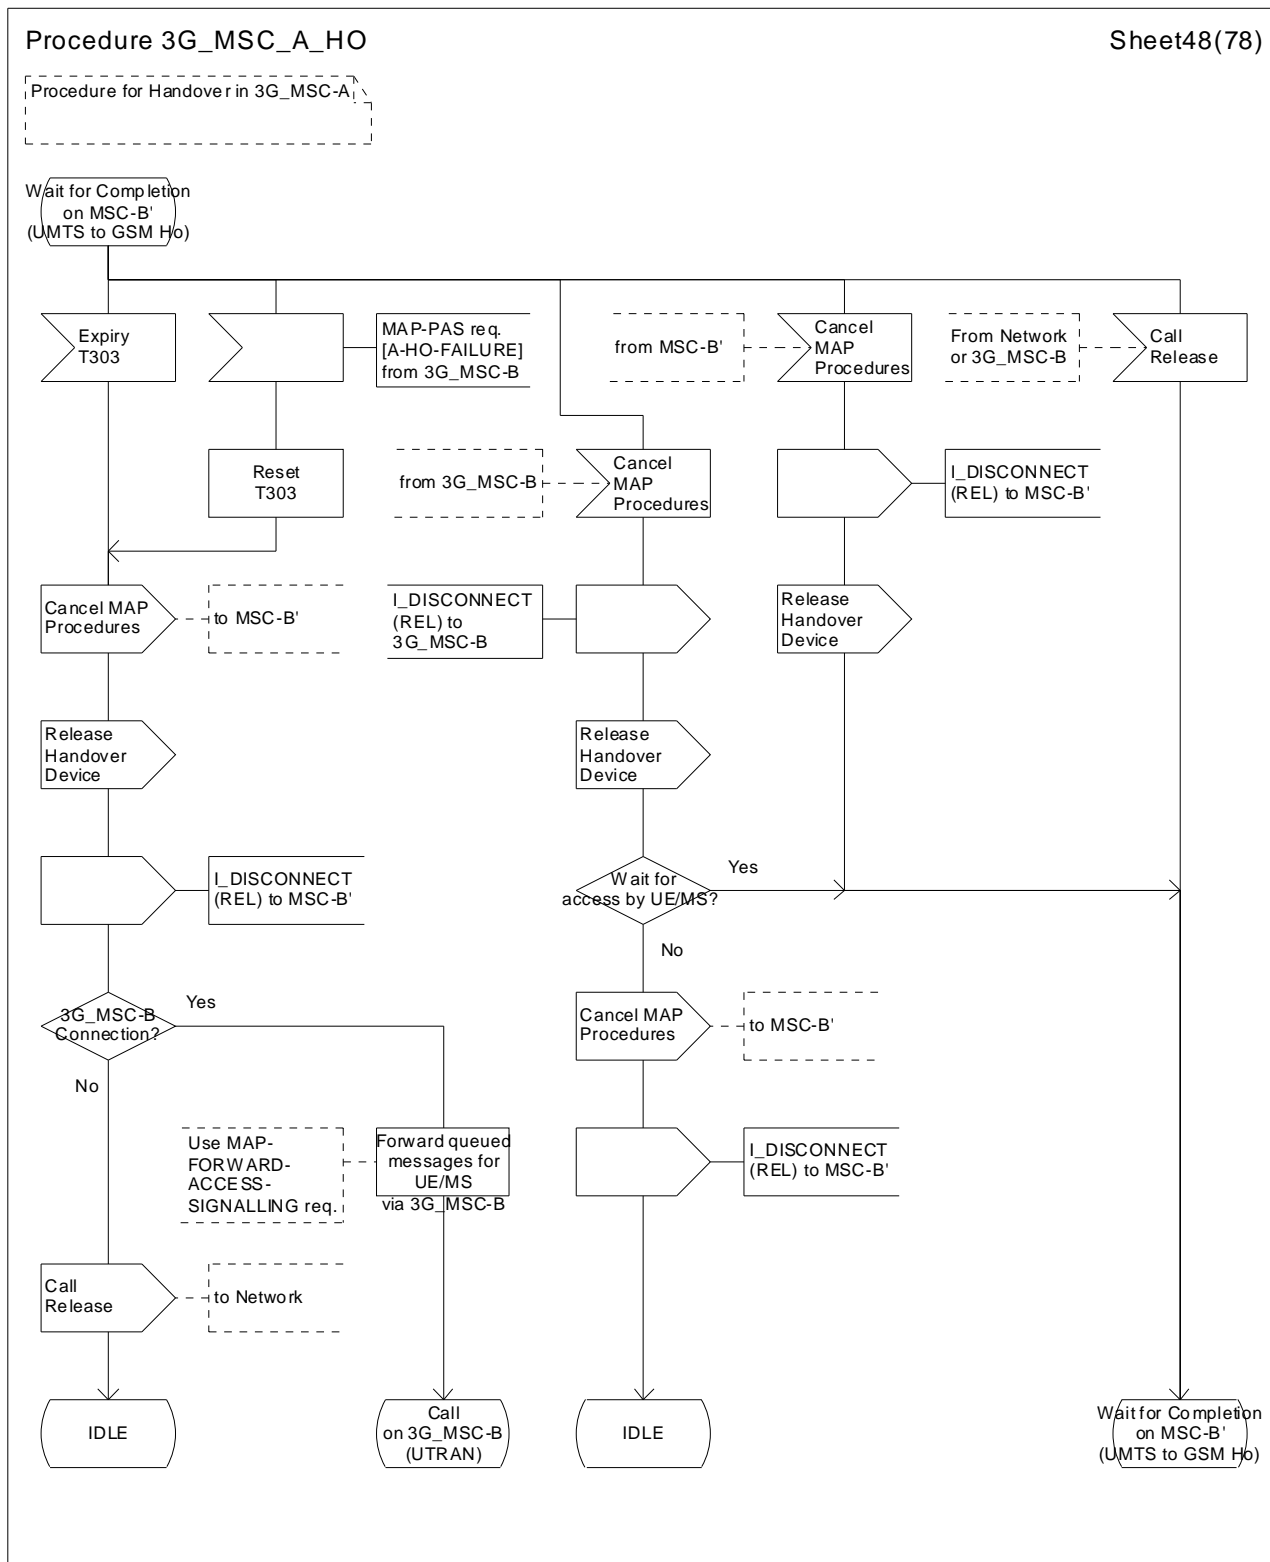 Procedure 3G_MSC_A_HO
Sheet48(78)
Procedure for Handover in 3G_MSC-A
Wait for Completion
on MSC-B'
(UMTS to GSM Ho)
Expiry
T303
MAP-PAS req.
[A-HO-FAILURE]
from 3G_MSC-B
from MSC-B'
Cancel
MAP
Procedures
From Network
or 3G_MSC-B
Call
Release
Reset
T303
from 3G_MSC-B
Cancel
MAP
Procedures
I_DISCONNECT
(REL) to MSC-B'
Cancel MAP
Procedures
to MSC-B'
I_DISCONNECT
(REL) to
3G_MSC-B
Release
Handover
Device
Release
Handover
Device
Release
Handover
Device
I_DISCONNECT
(REL) to MSC-B'
Wait for
access by UE/MS?
Yes
No
3G_MSC-B
Connection?
Yes
No
Cancel MAP
Procedures
to MSC-B'
Use MAP-
FORWARD-
ACCESS-
SIGNALLING req.
Forward queued
messages for
UE/MS
via 3G_MSC-B
I_DISCONNECT
(REL) to MSC-B'
Call
Release
to Network
IDLE
Call
on 3G_MSC-B
(UTRAN)
IDLE
Wait for Completion
on MSC-B'
(UMTS to GSM Ho)